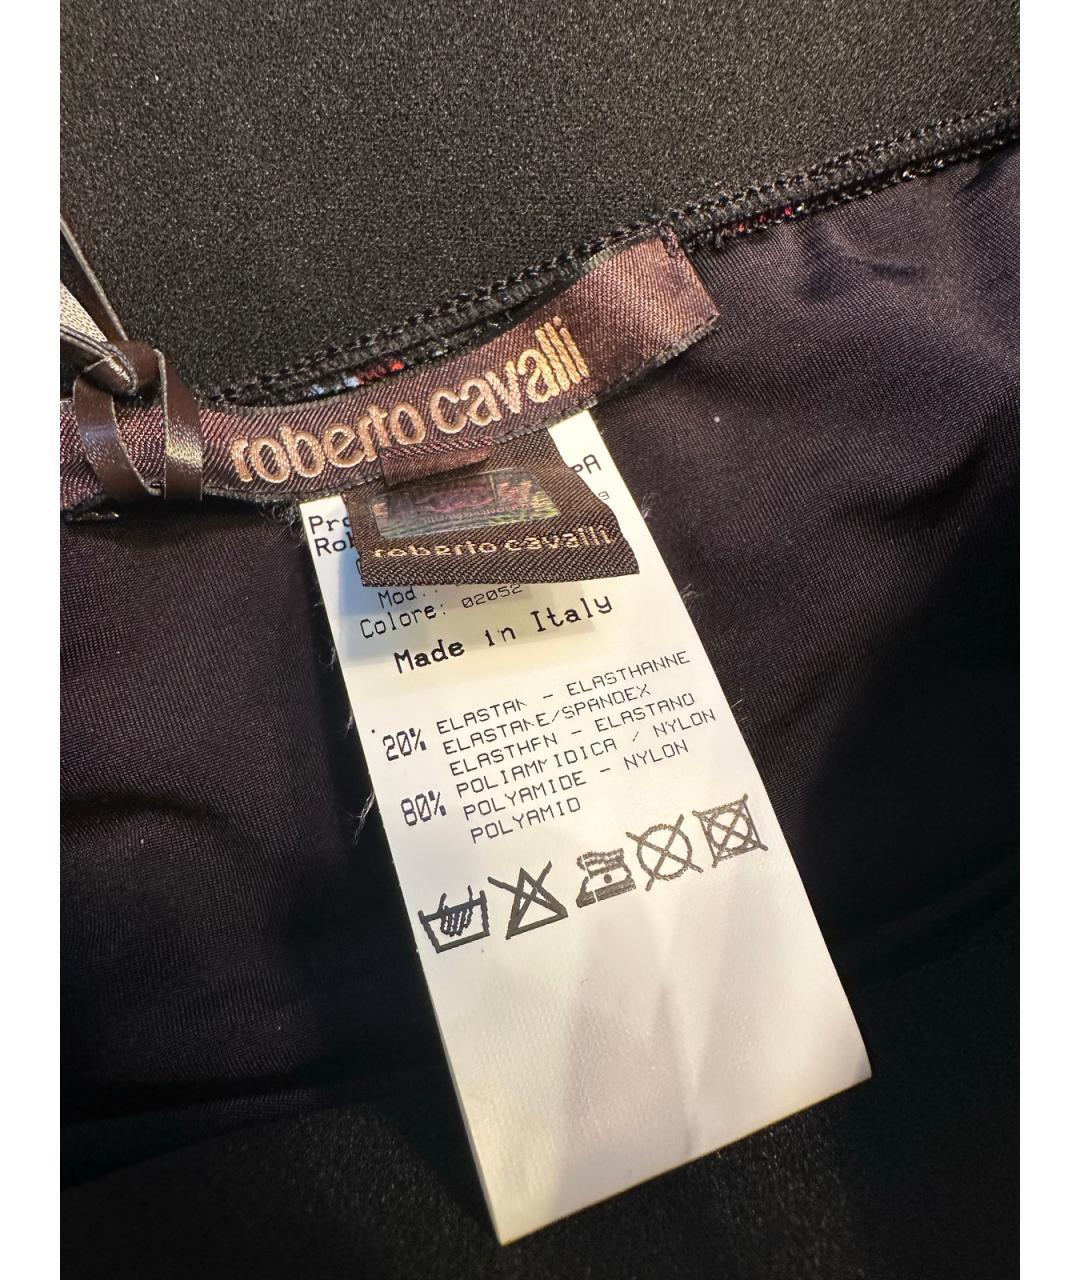 roberto cavalli
roberto cavalli
PA
Mod.:
Colore: 02052
Made in Italy
20% ELASTAN - ELASTHANNE
ELASTANE/SPANDEX
ELASTHAN - ELASTANO
80% POLIAMMIDICA / NYLON
POLYAMIDE - NYLON
POLYAMID